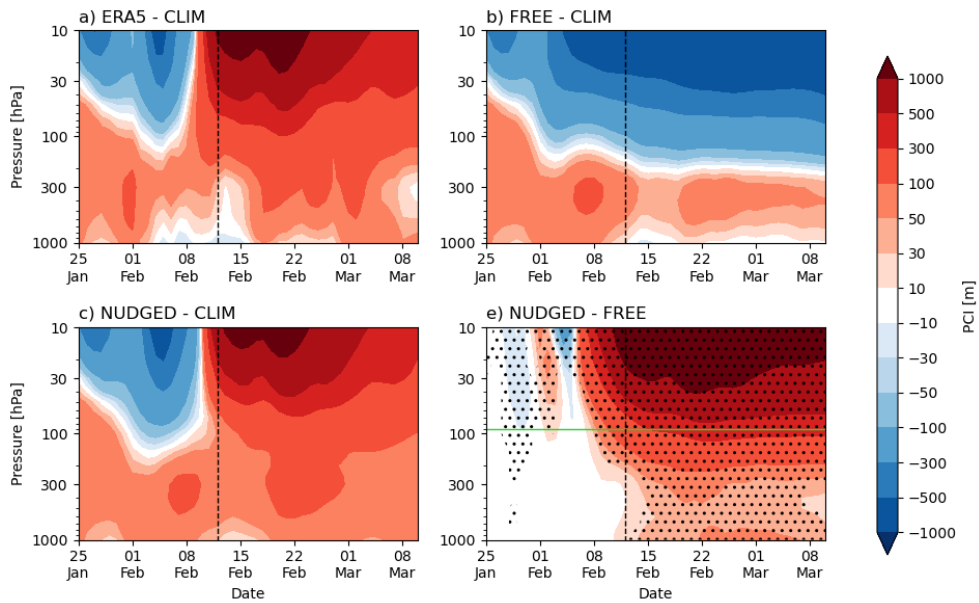 a) ERA5 - CLIM
b) FREE - CLIM
Pressure [hPa]
10
30
100
300
1000
25 Jan
01 Feb
08 Feb
15 Feb
22 Feb
01 Mar
08 Mar
10
30
100
300
1000
25 Jan
01 Feb
08 Feb
15 Feb
22 Feb
01 Mar
08 Mar
c) NUDGED - CLIM
e) NUDGED - FREE
Pressure [hPa]
10
30
100
300
1000
25 Jan
01 Feb
08 Feb
15 Feb
22 Feb
01 Mar
08 Mar
Date
10
30
100
300
1000
25 Jan
01 Feb
08 Feb
15 Feb
22 Feb
01 Mar
08 Mar
Date
1000
500
300
100
50
30
10
−10
−30
−50
−100
−300
−500
−1000
PCI [m]